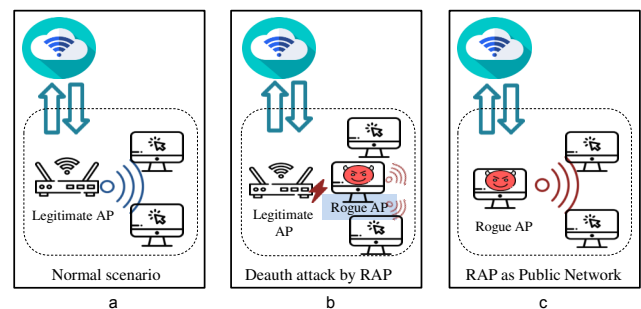 Legitimate AP
Normal scenario
a
Legitimate
AP
Rogue AP
Deauth attack by RAP
b
Rogue AP
RAP as Public Network
c